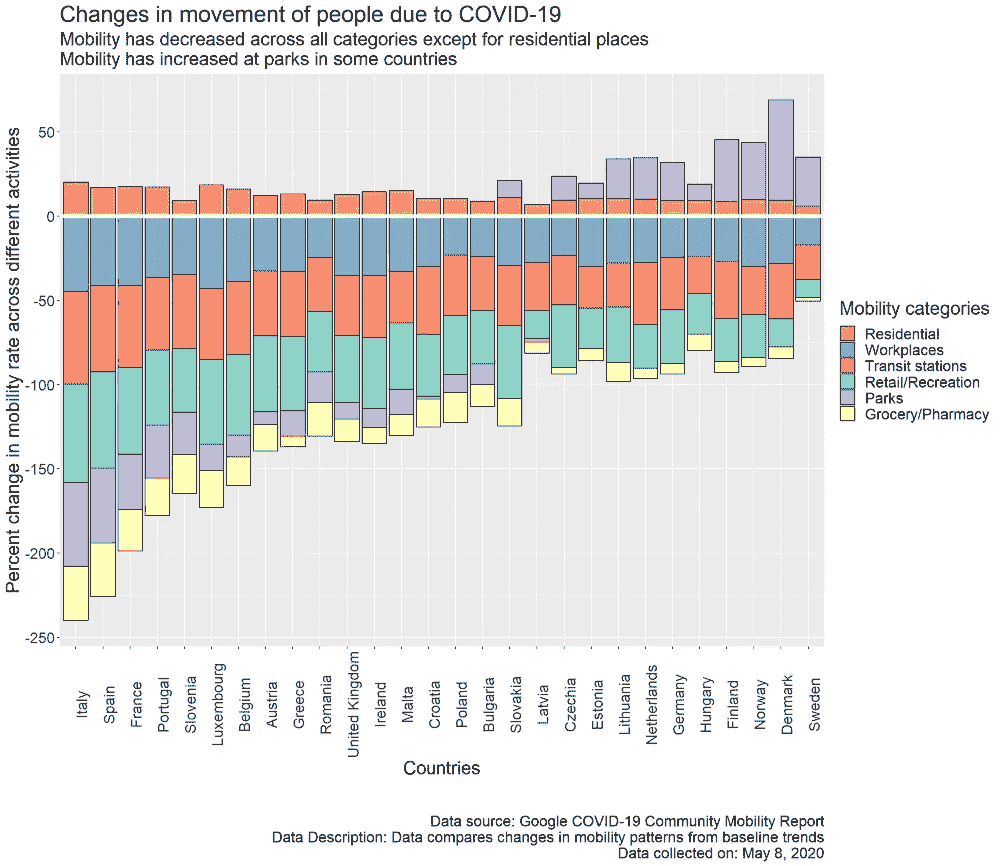 Changes in movement of people due to COVID-19
Mobility has decreased across all categories except for residential places
Mobility has increased at parks in some countries
Percent change in mobility rate across different activities
50
0
-50
-100
-150
-200
-250
Italy
Spain
France
Portugal
Slovenia
Luxembourg
Belgium
Austria
Greece
Romania
United Kingdom
Ireland
Malta
Croatia
Poland
Bulgaria
Slovakia
Latvia
Czechia
Estonia
Lithuania
Netherlands
Germany
Hungary
Finland
Norway
Denmark
Sweden
Countries
Mobility categories
Residential
Workplaces
Transit stations
Retail/Recreation
Parks
Grocery/Pharmacy
Data source: Google COVID-19 Community Mobility Report
Data Description: Data compares changes in mobility patterns from baseline trends
Data collected on: May 8, 2020